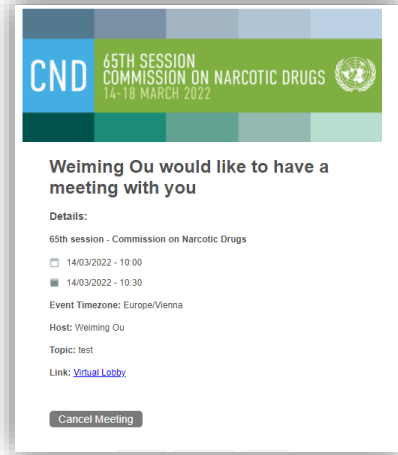 CND
65TH SESSION
COMMISSION ON NARCOTIC DRUGS
14-18 MARCH 2022
Weiming Ou would like to have a
meeting with you
Details:
65th session - Commission on Narcotic Drugs
14/03/2022 - 10:00
14/03/2022 - 10:30
Event Timezone: Europe/Vienna
Host: Weiming Ou
Topic: test
Link: Virtual Lobby
Cancel Meeting